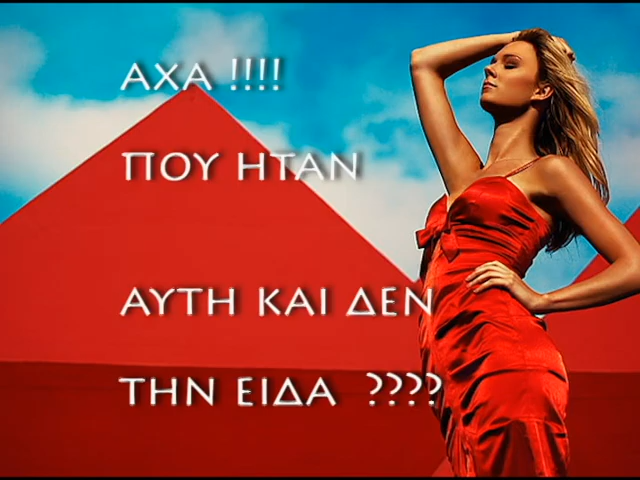 ΑΧΑ !!!!
ΠΟΥ ΗΤΑΝ
ΑΥΤΗ ΚΑΙ ΔΕΝ
ΤΗΝ ΕΙΔΑ ????